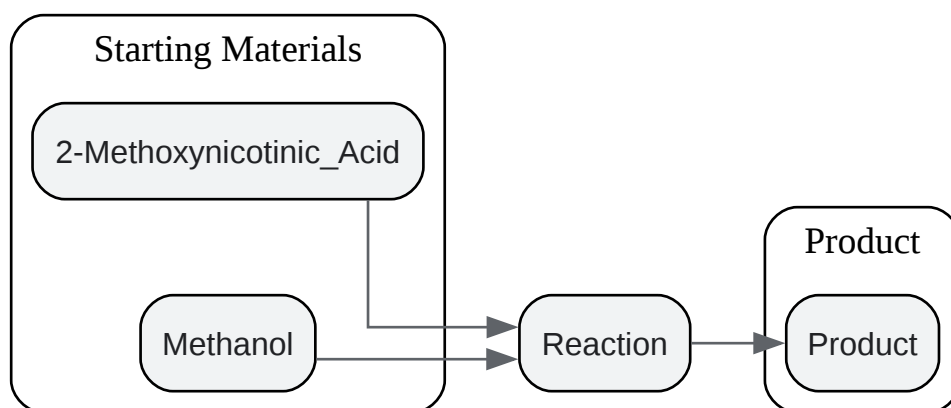 Starting Materials
2-Methoxynicotinic_Acid
Product
Methanol
Reaction
Product